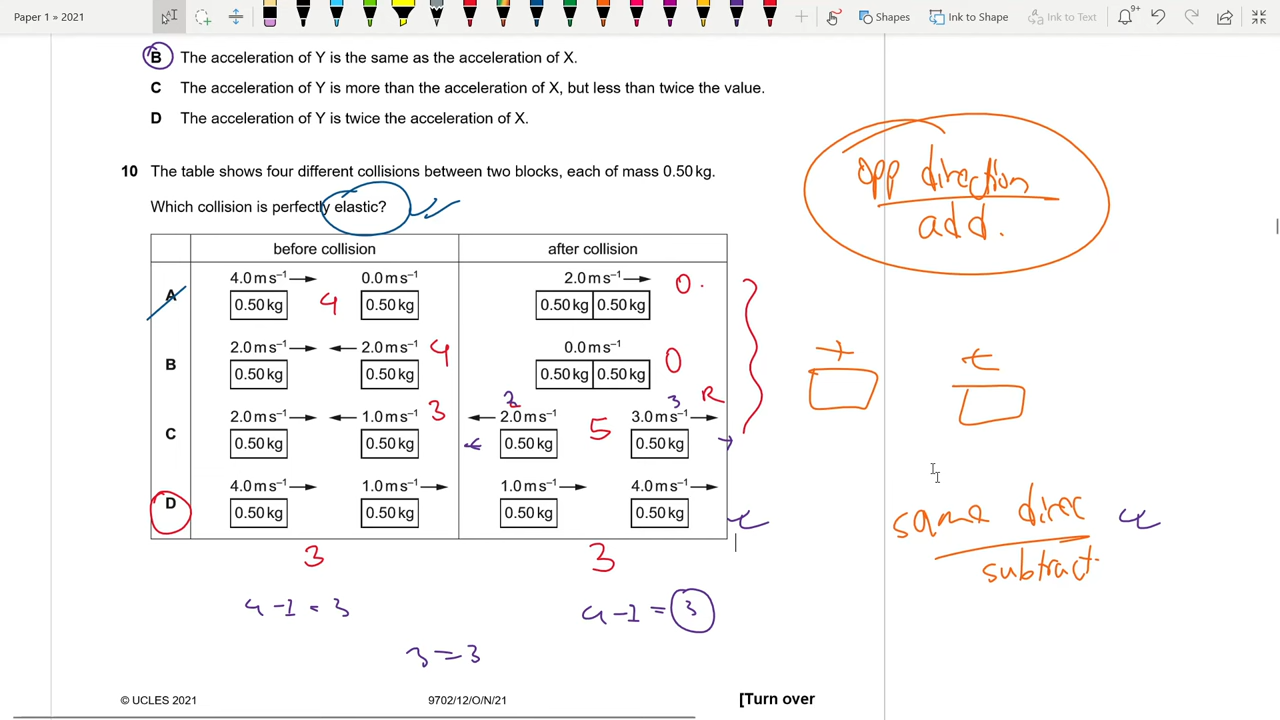 Paper 1 » 2021
Shapes
Ink to Shape
Ink to Text
9+
B The acceleration of Y is the same as the acceleration of X.
C The acceleration of Y is more than the acceleration of X, but less than twice the value.
D The acceleration of Y is twice the acceleration of X.
10 The table shows four different collisions between two blocks, each of mass 0.50 kg.
Which collision is perfectly elastic?
before collision after collision
A
4.0 m s⁻¹ 0.0 m s⁻¹ 2.0 m s⁻¹ 0.
0.50 kg 4 0.50 kg 0.50 kg 0.50 kg
B
2.0 m s⁻¹ 2.0 m s⁻¹ 4 0.0 m s⁻¹ 0
0.50 kg 0.50 kg 0.50 kg 0.50 kg
2 3 R
C
2.0 m s⁻¹ 1.0 m s⁻¹ 3 2.0 m s⁻¹ 5 3.0 m s⁻¹
0.50 kg 0.50 kg 0.50 kg 0.50 kg
D
4.0 m s⁻¹ 1.0 m s⁻¹ 1.0 m s⁻¹ 4.0 m s⁻¹
0.50 kg 0.50 kg 0.50 kg 0.50 kg
3 3
4 - 1 = 3 4 - 1 = 3
3 = 3
opp direction
add.
same direc
subtract
© UCLES 2021 9702/12/O/N/21 [Turn over